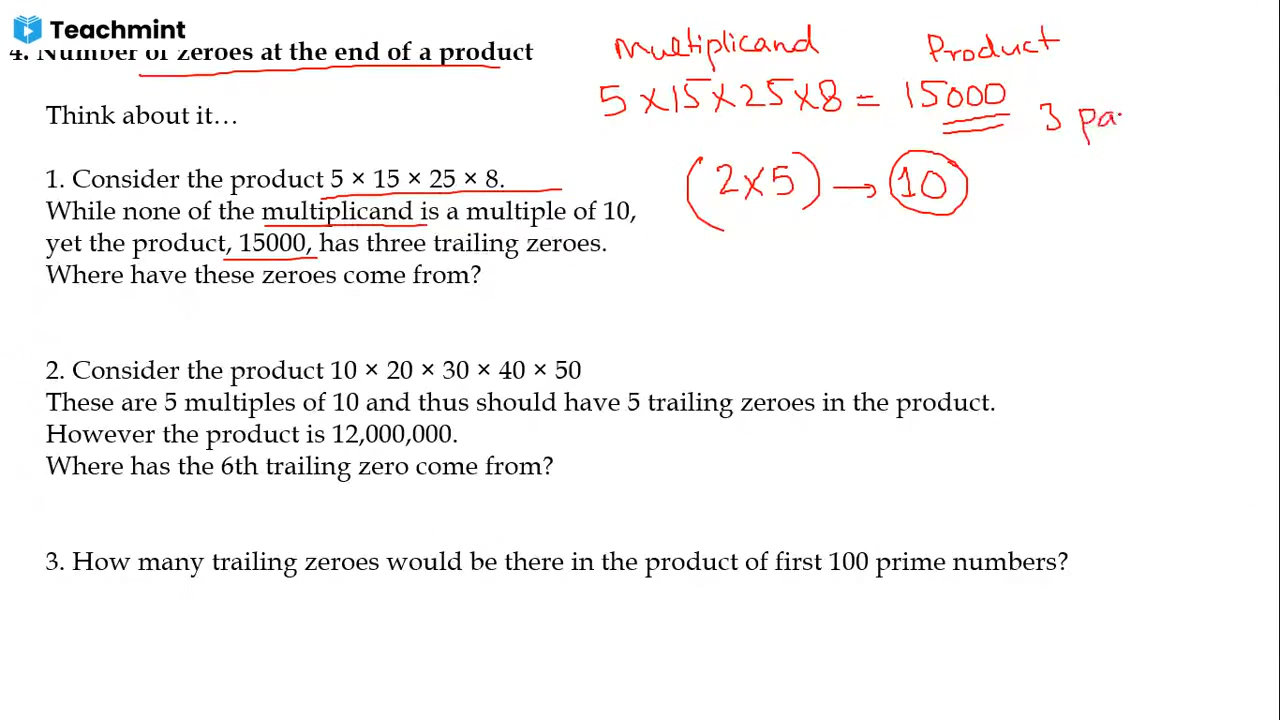 Teachmint
4. Number of zeroes at the end of a product
Multiplicand Product
5 × 15 × 25 × 8 = 15000
3 pa
(2 × 5) → 10
Think about it…
1. Consider the product 5 × 15 × 25 × 8.
While none of the multiplicand is a multiple of 10,
yet the product, 15000, has three trailing zeroes.
Where have these zeroes come from?
2. Consider the product 10 × 20 × 30 × 40 × 50
These are 5 multiples of 10 and thus should have 5 trailing zeroes in the product.
However the product is 12,000,000.
Where has the 6th trailing zero come from?
3. How many trailing zeroes would be there in the product of first 100 prime numbers?